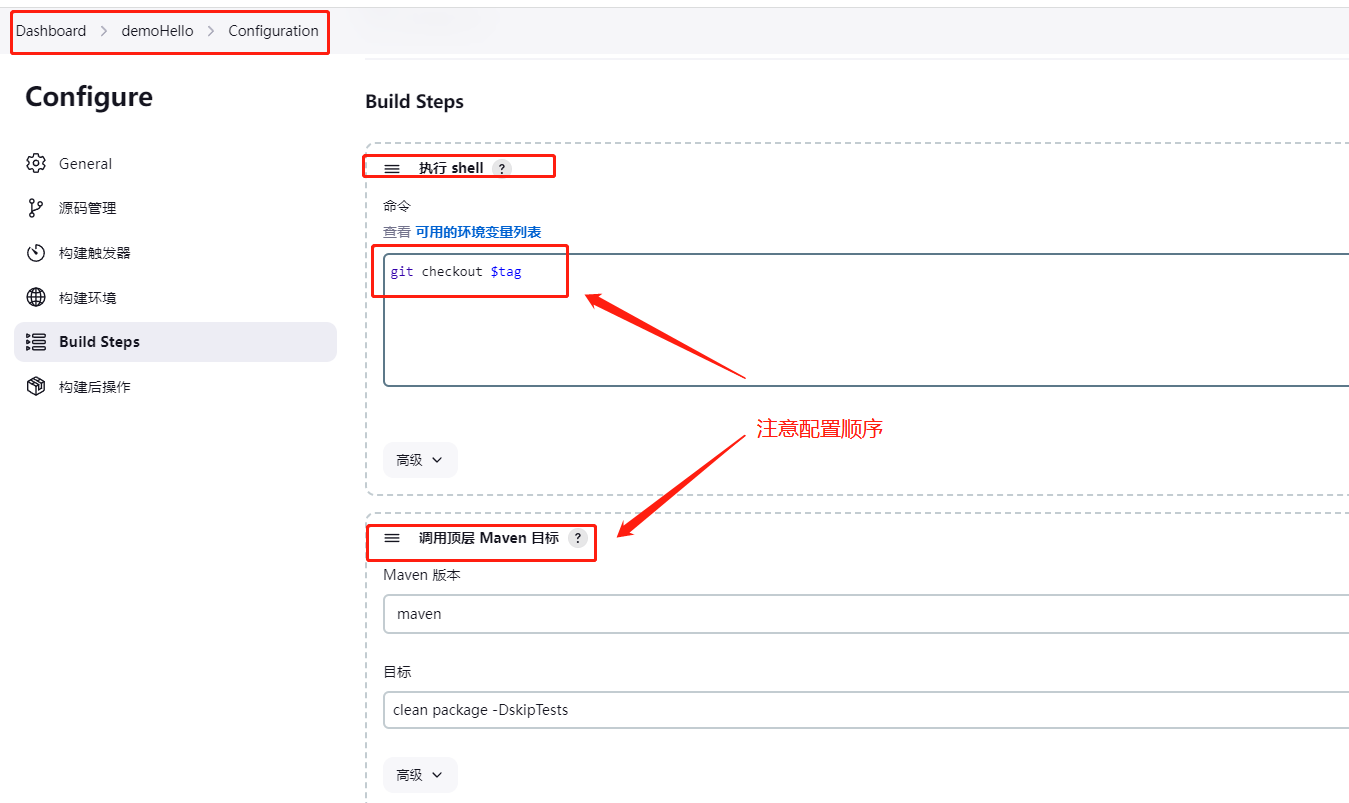 Dashboard > demoHello > Configuration
Configure
General
源码管理
构建触发器
构建环境
Build Steps
构建后操作
Build Steps
执行 shell ?
命令
查看 可用的环境变量列表
git checkout $tag
注意配置顺序
高级
调用顶层 Maven 目标 ?
Maven 版本
maven
目标
clean package -DskipTests
高级